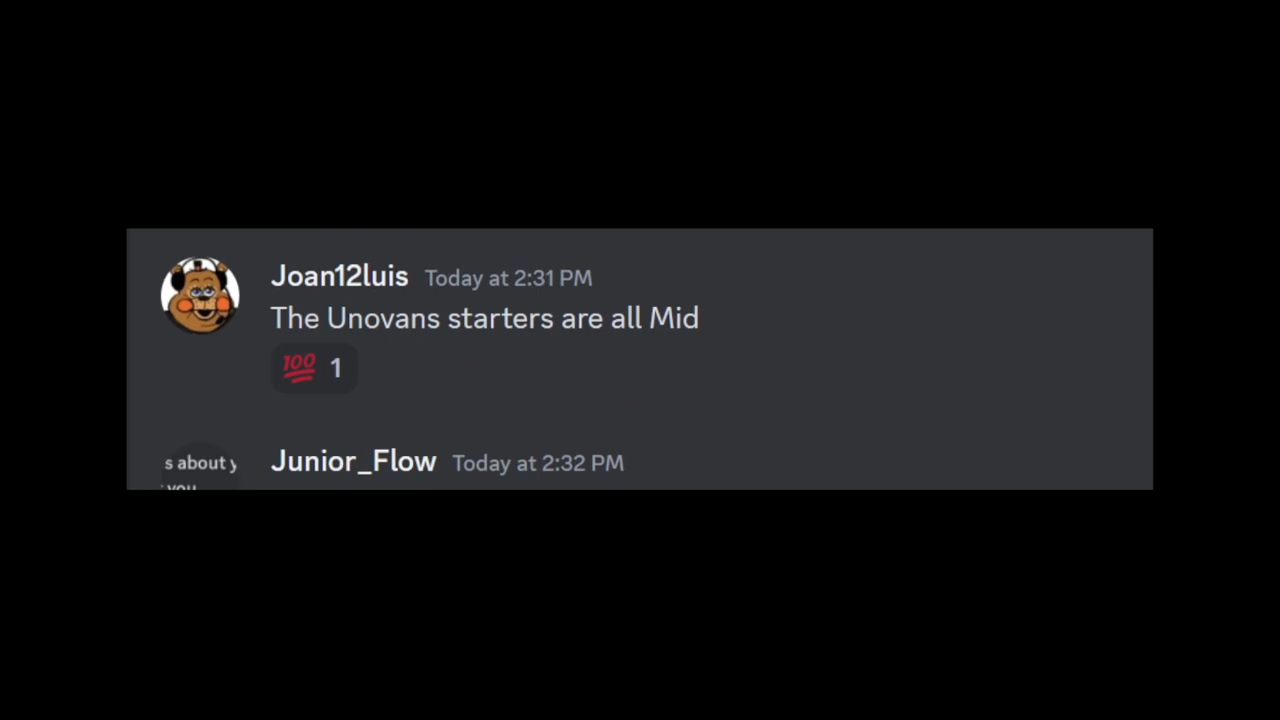 Joan12luis Today at 2:31 PM
The Unovans starters are all Mid
💯 1
s about y
Junior_Flow Today at 2:32 PM
you